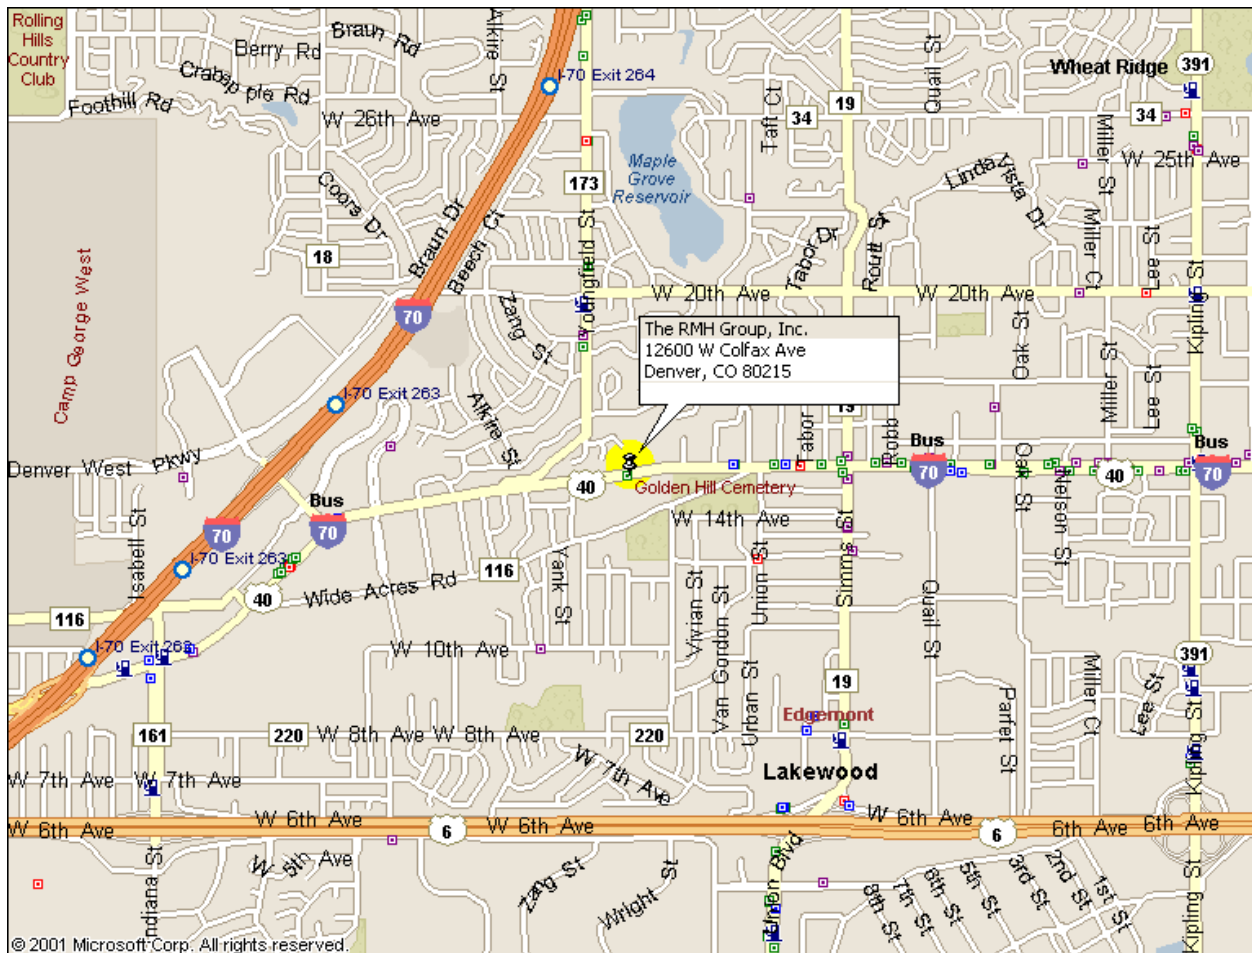 Rolling
Hills
Country
Club
Berry Rd
Braun Rd
Alkire St
Crabapple Rd
Foothill Rd
I-70 Exit 264
W 26th Ave
Maple
Grove
Reservoir
173
Taft Ct
34
19
Quail St
Wheat Ridge
391
34
Miller St
W 25th Ave
Linda Vista Dr
Coors Dr
18
Braun Dr
Beech Ct
Youngfield St
Tabor Dr
Routt St
Miller Ct
Lee St
Kipling St
Camp George West
70
Zang St
W 20th Ave
W 20th Ave
The RMH Group, Inc.
12600 W Colfax Ave
Denver, CO 80215
Oak St
Miller St
Lee St
I-70 Exit 263
Alkire St
19
Tabor
Robb
Denver West Pkwy
Bus
70
Bus
70
40
Golden Hill Cemetery
40
Oak St
Nelson St
Bus
70
70
Isabell St
I-70 Exit 263
W 14th Ave
Simms St
Union St
Vivian St
Van Gordon St
Urban St
Yank St
116
Wide Acres Rd
40
116
Quail St
I-70 Exit 263
W 10th Ave
391
Miller Ct
Lee St
Parfet St
19
Edgemont
161
220
W 8th Ave
W 8th Ave
220
W 7th Ave
W 7th Ave
W 7th Ave
Lakewood
Kipling St
W 6th Ave
W 6th Ave
6
W 6th Ave
W 6th Ave
6
6th Ave
6th Ave
Indiana St
W 5th Ave
Zang St
Wright St
Union Blvd
8th St
7th St
6th St
5th St
3rd St
2nd St
1st St
Kipling St
© 2001 Microsoft Corp. All rights reserved.